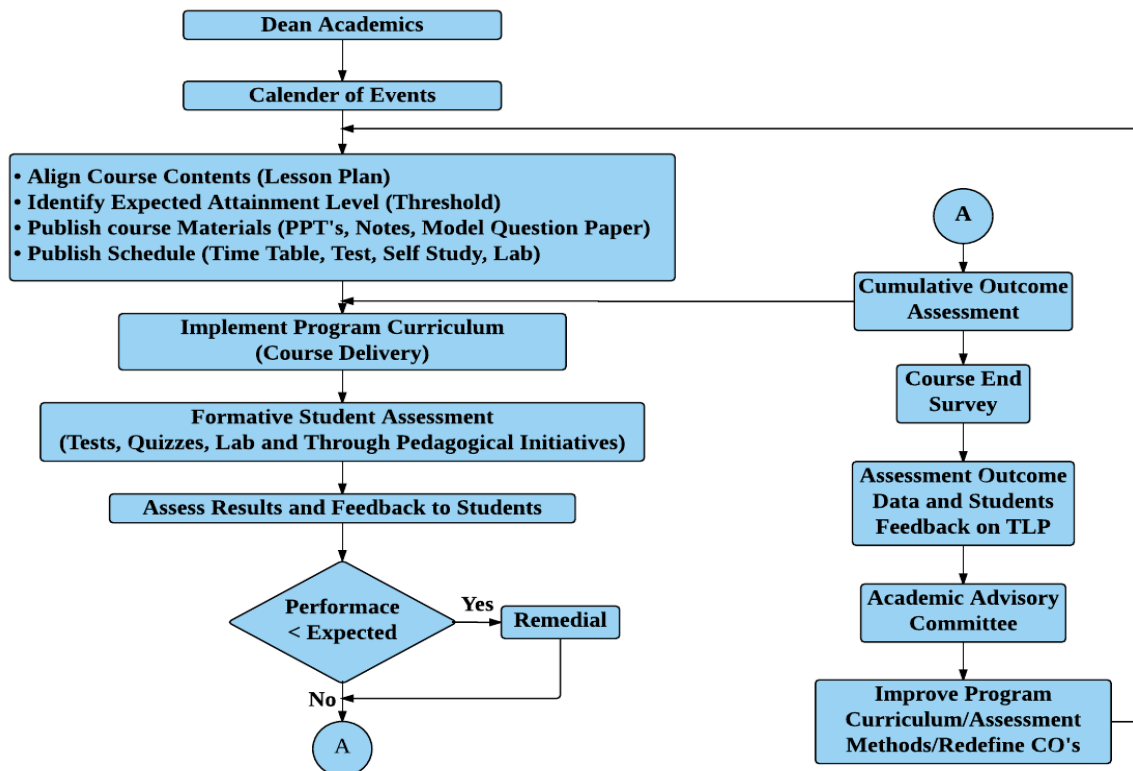 Dean Academics
Calender of Events
• Align Course Contents (Lesson Plan)
• Identify Expected Attainment Level (Threshold)
• Publish course Materials (PPT's, Notes, Model Question Paper)
• Publish Schedule (Time Table, Test, Self Study, Lab)
Implement Program Curriculum
(Course Delivery)
Formative Student Assessment
(Tests, Quizzes, Lab and Through Pedagogical Initiatives)
Assess Results and Feedback to Students
Performace
< Expected
Yes
Remedial
No
A
A
Cumulative Outcome
Assessment
Course End
Survey
Assessment Outcome
Data and Students
Feedback on TLP
Academic Advisory
Committee
Improve Program
Curriculum/Assessment
Methods/Redefine CO's